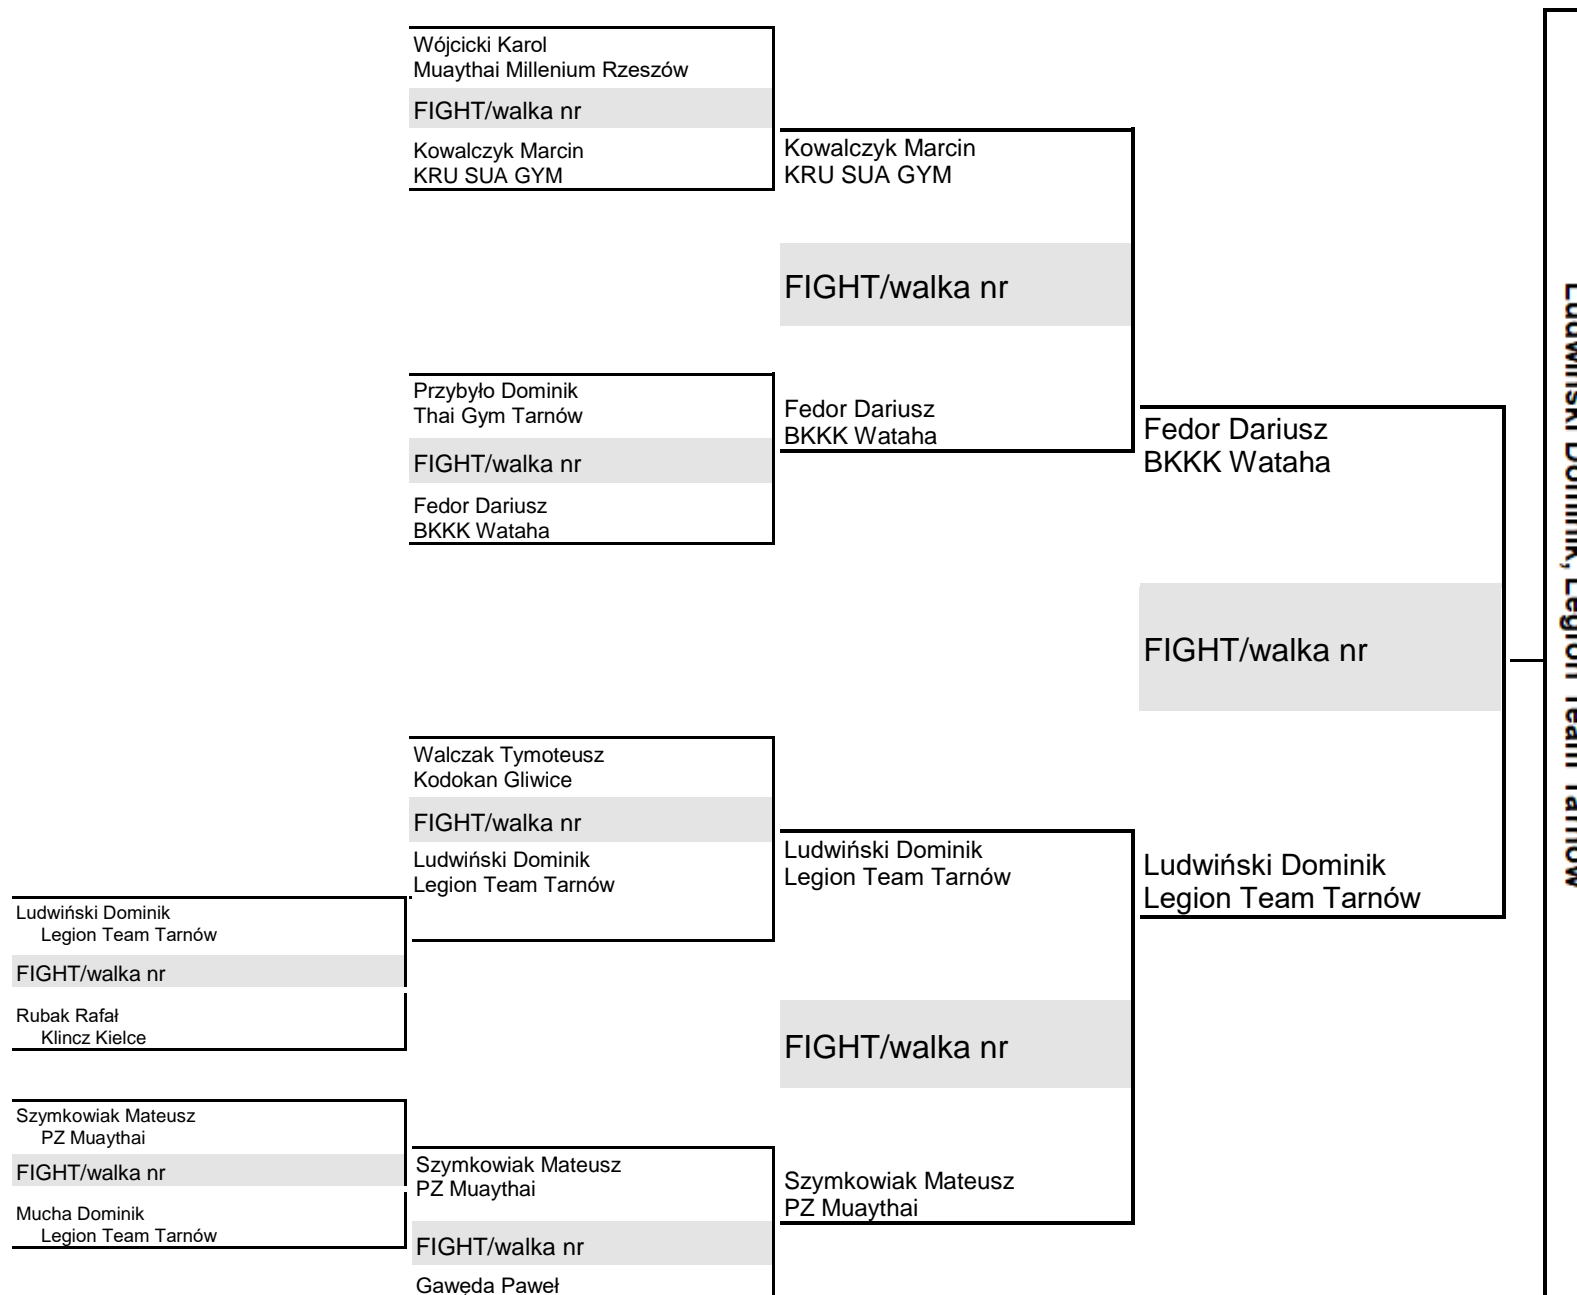 Wójcicki Karol
Muaythai Millenium Rzeszów
FIGHT/walka nr
Kowalczyk Marcin
KRU SUA GYM
Przybyło Dominik
Thai Gym Tarnów
FIGHT/walka nr
Fedor Dariusz
BKKK Wataha
Walczak Tymoteusz
Kodokan Gliwice
FIGHT/walka nr
Ludwiński Dominik
Legion Team Tarnów
Ludwiński Dominik
Legion Team Tarnów
FIGHT/walka nr
Rubak Rafał
Klincz Kielce
Szymkowiak Mateusz
PZ Muaythai
FIGHT/walka nr
Mucha Dominik
Legion Team Tarnów
Szymkowiak Mateusz
PZ Muaythai
FIGHT/walka nr
Gawęda Paweł
Kowalczyk Marcin
KRU SUA GYM
FIGHT/walka nr
Fedor Dariusz
BKKK Wataha
Ludwiński Dominik
Legion Team Tarnów
FIGHT/walka nr
Szymkowiak Mateusz
PZ Muaythai
Fedor Dariusz
BKKK Wataha
FIGHT/walka nr
Ludwiński Dominik
Legion Team Tarnów
Ludwiński Dominik, Legion Team Tarnów